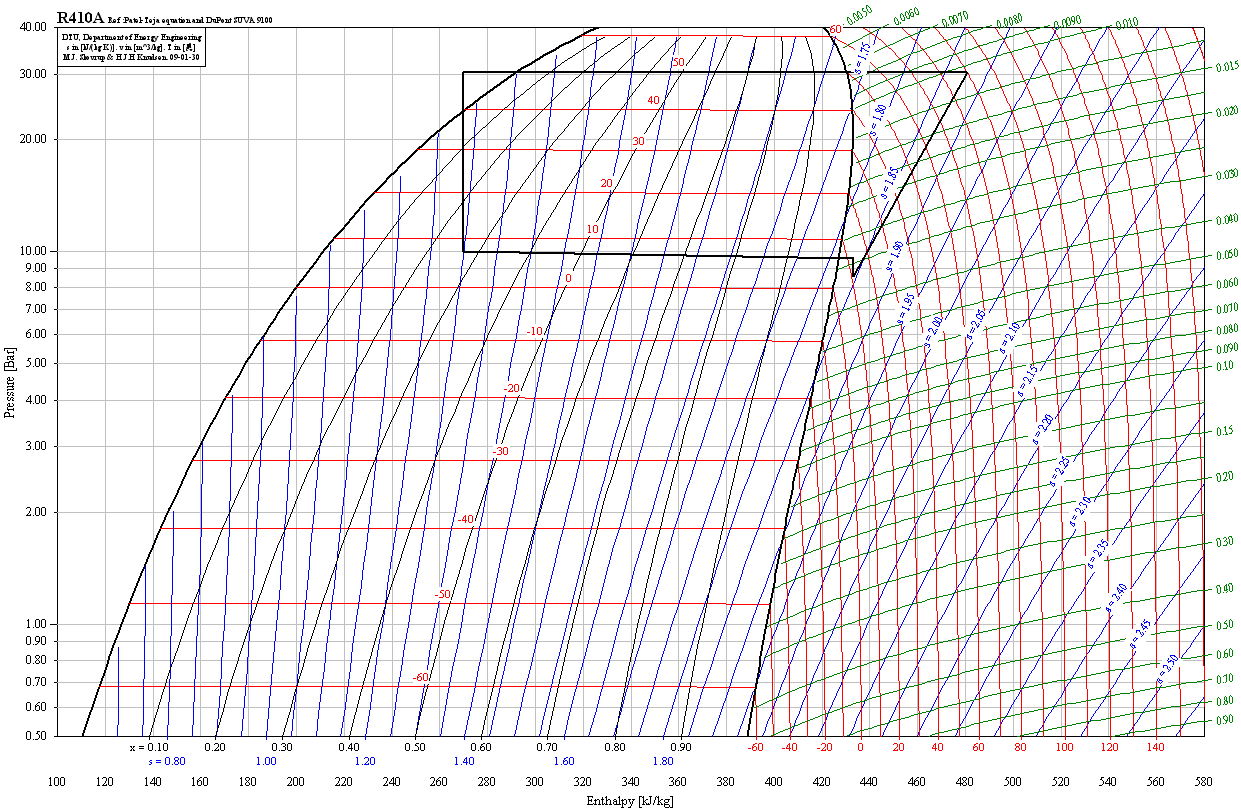 R410A Ref :Patel-Teja equation and DuPont SUVA 9100
DTU, Department of Energy Engineering
s in [kJ/(kg K)]. v in [m^3/kg]. T in [ºC]
M.J. Skovrup & H.J.H Knudsen. 09-01-30
40.00
30.00
20.00
10.00
9.00
8.00
7.00
6.00
5.00
4.00
3.00
2.00
1.00
0.90
0.80
0.70
0.60
0.50
Pressure [Bar]
0.0050
0.0060
0.0070
0.0080
0.0090
0.010
0.015
0.020
0.030
0.040
0.050
0.060
0.070
0.080
0.090
0.10
0.15
0.20
0.30
0.40
0.50
0.60
0.70
0.80
0.90
60
50
40
30
20
10
0
-10
-20
-30
-40
-50
-60
s = 1.75
s = 1.80
s = 1.85
s = 1.90
s = 1.95
s = 2.00
s = 2.05
s = 2.10
s = 2.15
s = 2.20
s = 2.25
s = 2.30
s = 2.35
s = 2.40
s = 2.45
s = 2.50
x = 0.10 0.20 0.30 0.40 0.50 0.60 0.70 0.80 0.90 -60 -40 -20 0 20 40 60 80 100 120 140
s = 0.80 1.00 1.20 1.40 1.60 1.80
100 120 140 160 180 200 220 240 260 280 300 320 340 360 380 400 420 440 460 480 500 520 540 560 580
Enthalpy [kJ/kg]